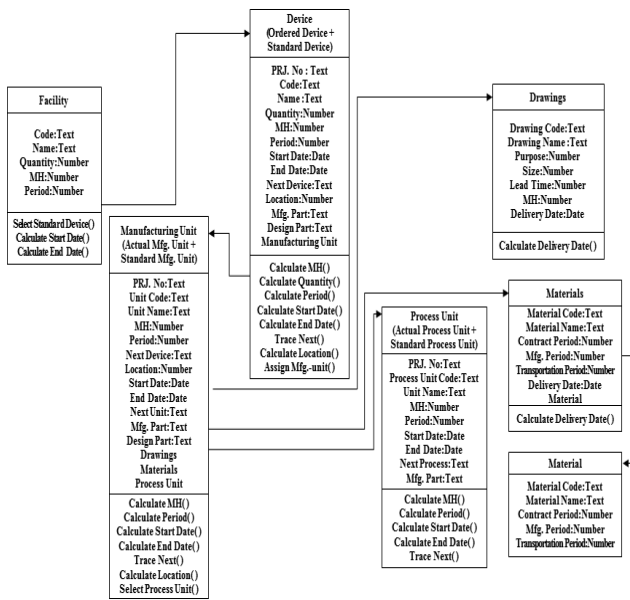 Facility
Code:Text
Name:Text
Quantity:Number
MH:Number
Period:Number
Select Standard Device()
Calculate Start Date()
Calculate End Date()
Device
(Ordered Device +
Standard Device)
PRJ. No : Text
Code:Text
Name :Text
Quantity:Number
MH:Number
Period:Number
Start Date:Date
End Date:Date
Next Device:Text
Location:Number
Mfg. Part:Text
Design Part:Text
Manufacturing Unit
Calculate MH()
Calculate Quantity()
Calculate Period()
Calculate Start Date()
Calculate End Date()
Trace Next()
Calculate Location()
Assign Mfg.-unit()
Manufacturing Unit
(Actual Mfg. Unit +
Standard Mfg. Unit)
PRJ. No:Text
Unit Code:Text
Unit Name:Text
MH:Number
Period:Number
Next Device:Text
Location:Number
Start Date:Date
End Date:Date
Next Unit:Text
Mfg. Part:Text
Design Part:Text
Drawings
Materials
Process Unit
Calculate MH()
Calculate Period()
Calculate Start Date()
Calculate End Date()
Trace Next()
Calculate Location()
Select Process Unit()
Process Unit
(Actual Process Unit +
Standard Process Unit)
PRJ. No:Text
Process Unit Code:Text
Unit Name:Text
MH:Number
Period:Number
Start Date:Date
End Date:Date
Next Process:Text
Mfg. Part:Text
Calculate MH()
Calculate Period()
Calculate Start Date()
Calculate End Date()
Trace Next()
Drawings
Drawing Code:Text
Drawing Name :Text
Purpose:Number
Size:Number
Lead Time:Number
MH:Number
Delivery Date:Date
Calculate Delivery Date()
Materials
Material Code:Text
Material Name:Text
Contract Period:Number
Mfg. Period:Number
Transportation Period:Number
Delivery Date:Date
Material
Calculate Delivery Date()
Material
Material Code:Text
Material Name:Text
Contract Period:Number
Mfg. Period:Number
Transportation Period:Number